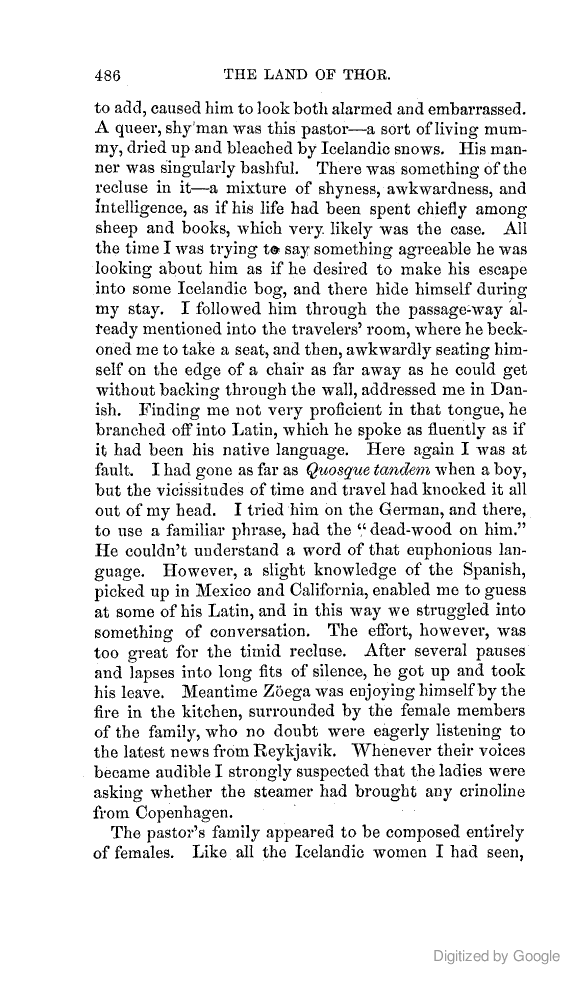 486 THE LAND OF THOR.
to add, caused him to look both alarmed and embarrassed.
A queer, shy man was this pastor—a sort of living mum-
my, dried up and bleached by Icelandic snows. His man-
ner was singularly bashful. There was something of the
recluse in it—a mixture of shyness, awkwardness, and
intelligence, as if his life had been spent chiefly among
sheep and books, which very likely was the case. All
the time I was trying to say something agreeable he was
looking about him as if he desired to make his escape
into some Icelandic bog, and there hide himself during
my stay. I followed him through the passage-way al-
ready mentioned into the travelers' room, where he beck-
oned me to take a seat, and then, awkwardly seating him-
self on the edge of a chair as far away as he could get
without backing through the wall, addressed me in Dan-
ish. Finding me not very proficient in that tongue, he
branched off into Latin, which he spoke as fluently as if
it had been his native language. Here again I was at
fault. I had gone as far as Quosque tandem when a boy,
but the vicissitudes of time and travel had knocked it all
out of my head. I tried him on the German, and there,
to use a familiar phrase, had the "dead-wood on him."
He couldn't understand a word of that euphonious lan-
guage. However, a slight knowledge of the Spanish,
picked up in Mexico and California, enabled me to guess
at some of his Latin, and in this way we struggled into
something of conversation. The effort, however, was
too great for the timid recluse. After several pauses
and lapses into long fits of silence, he got up and took
his leave. Meantime Zöega was enjoying himself by the
fire in the kitchen, surrounded by the female members
of the family, who no doubt were eagerly listening to
the latest news from Reykjavik. Whenever their voices
became audible I strongly suspected that the ladies were
asking whether the steamer had brought any crinoline
from Copenhagen.
The pastor's family appeared to be composed entirely
of females. Like all the Icelandic women I had seen,
Digitized by Google